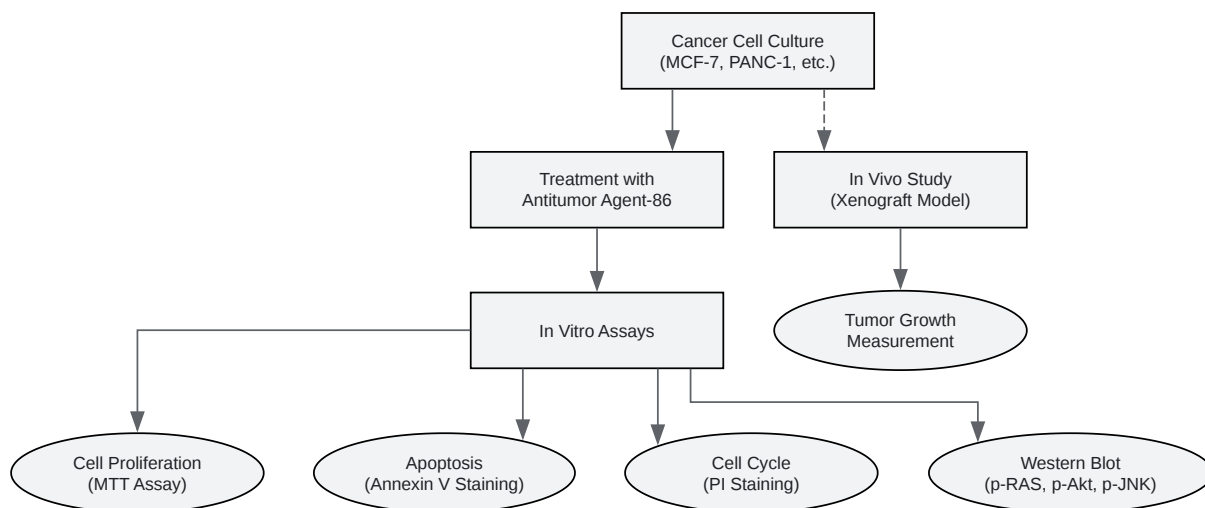 Cancer Cell Culture
(MCF-7, PANC-1, etc.)
Treatment with
Antitumor Agent-86
In Vivo Study
(Xenograft Model)
In Vitro Assays
Tumor Growth
Measurement
Cell Proliferation
(MTT Assay)
Apoptosis
(Annexin V Staining)
Cell Cycle
(PI Staining)
Western Blot
(p-RAS, p-Akt, p-JNK)